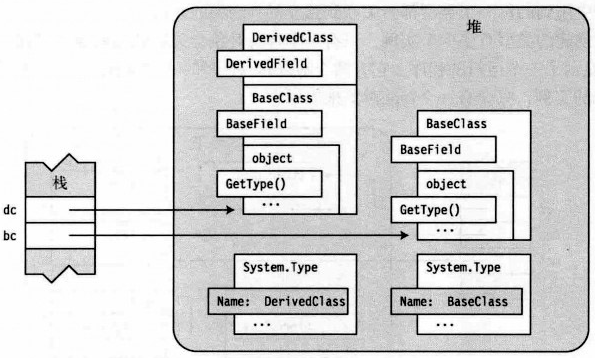 堆
DerivedClass
DerivedField
BaseClass
BaseField
object
GetType()
...
BaseClass
BaseField
object
GetType()
...
栈
dc
bc
System.Type
Name: DerivedClass
...
System.Type
Name: BaseClass
...